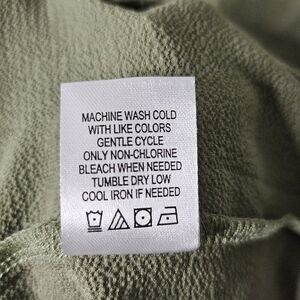 MACHINE WASH COLD
WITH LIKE COLORS
GENTLE CYCLE
ONLY NON-CHLORINE
BLEACH WHEN NEEDED
TUMBLE DRY LOW
COOL IRON IF NEEDED